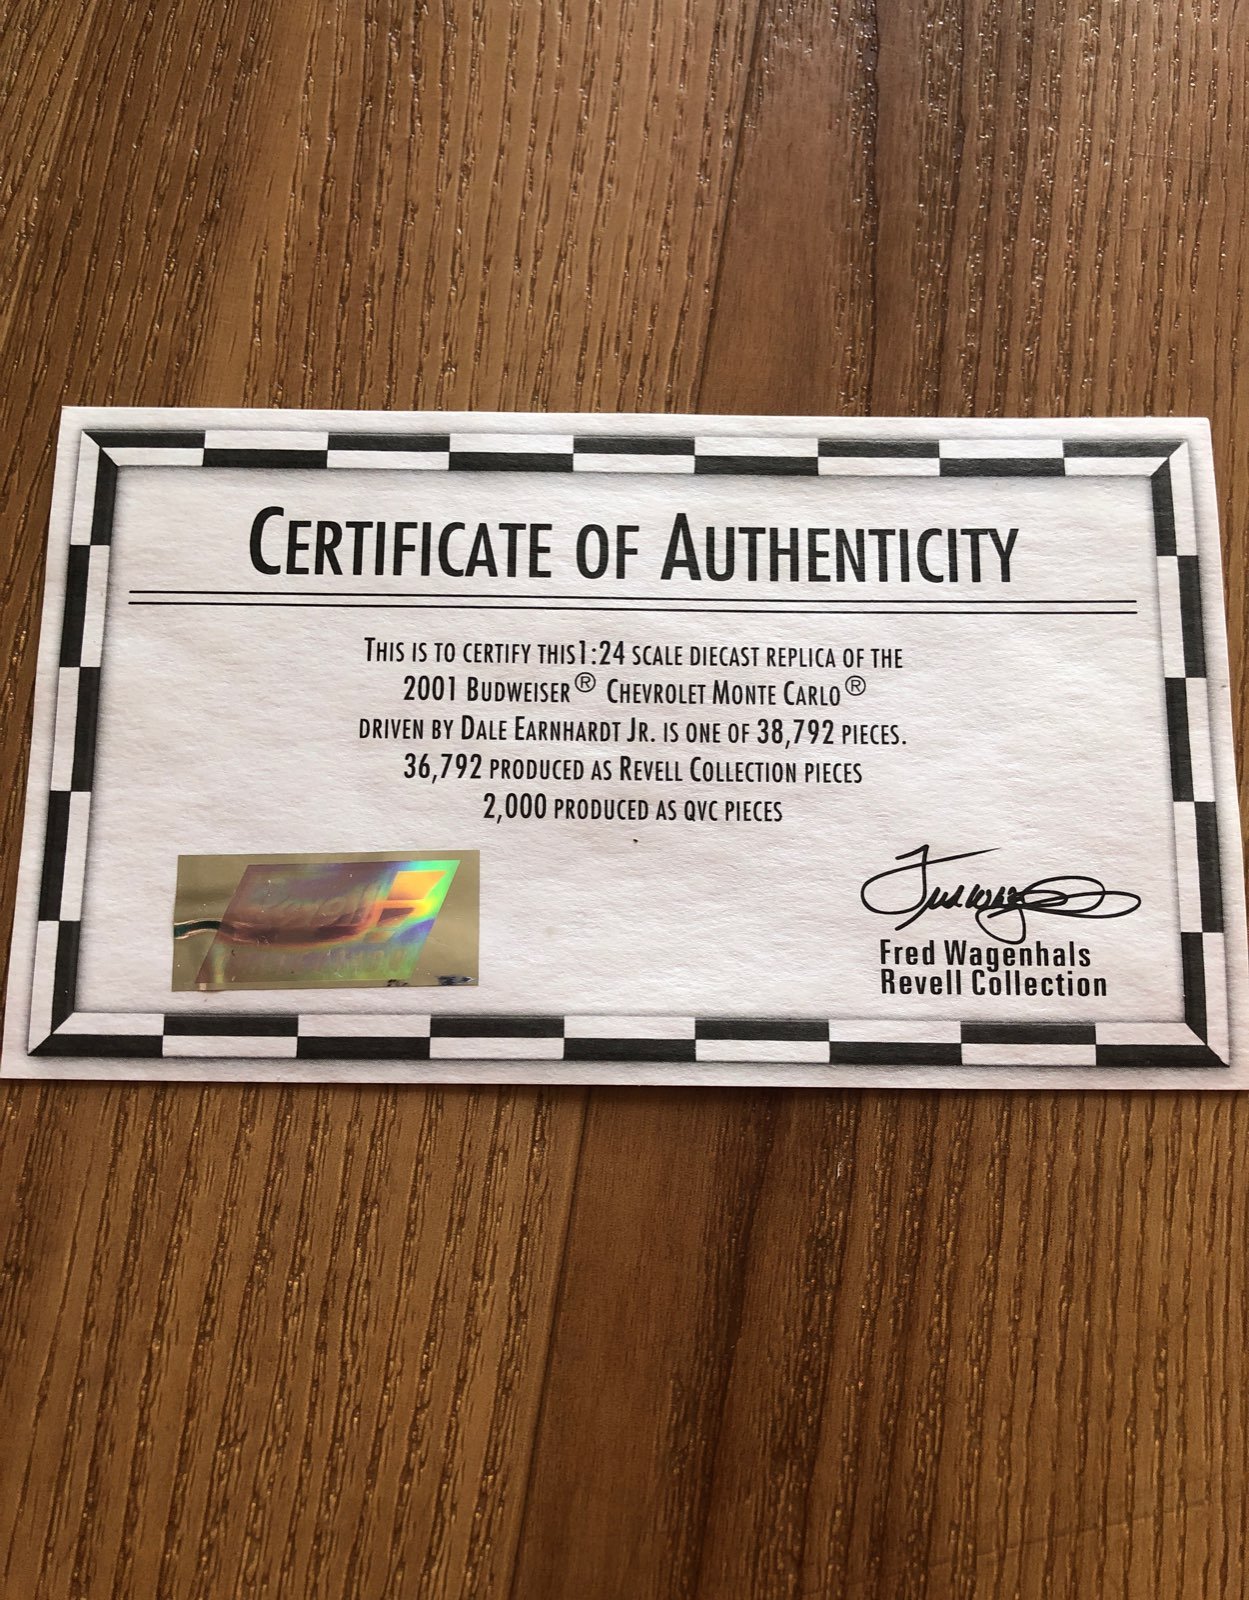 CERTIFICATE OF AUTHENTICITY
THIS IS TO CERTIFY THIS 1:24 SCALE DIECAST REPLICA OF THE
2001 BUDWEISER® CHEVROLET MONTE CARLO®
DRIVEN BY DALE EARNHARDT JR. IS ONE OF 38,792 PIECES.
36,792 PRODUCED AS REVELL COLLECTION PIECES
2,000 PRODUCED AS QVC PIECES
Fred Wagenhals
Revell Collection